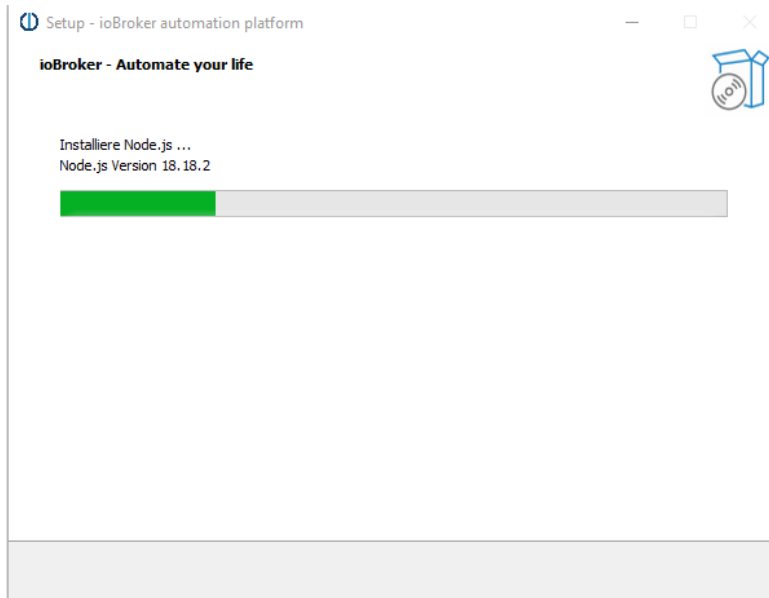 Setup - ioBroker automation platform
ioBroker - Automate your life
Installiere Node.js ...
Node.js Version 18.18.2